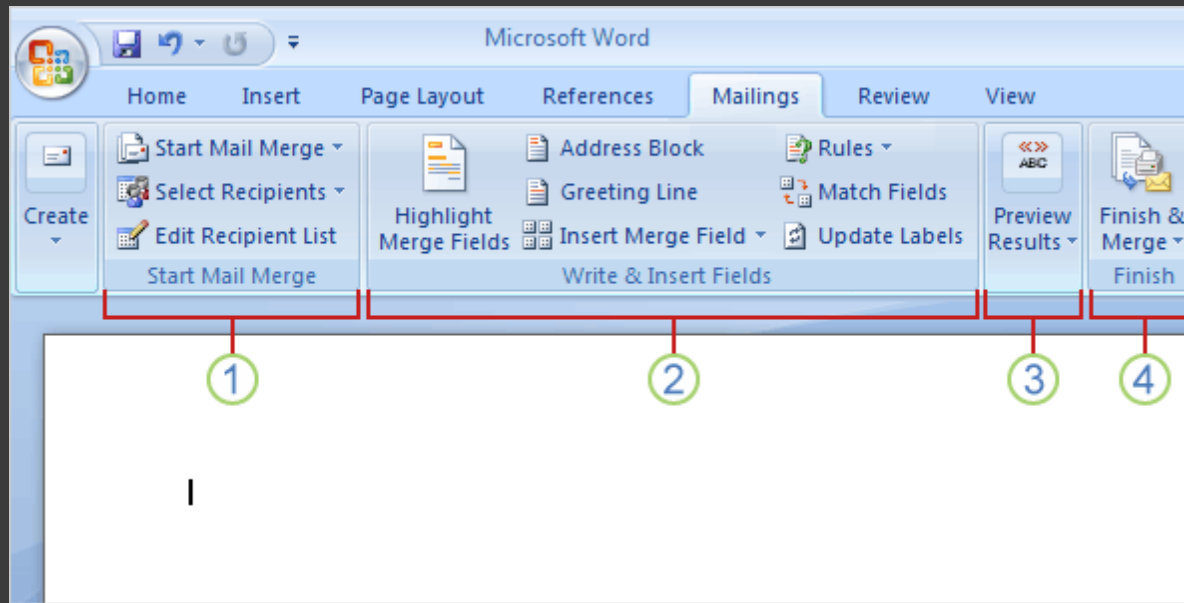 Microsoft Word
Home Insert Page Layout References Mailings Review View
Create
Start Mail Merge
Select Recipients
Edit Recipient List
Start Mail Merge
Highlight
Merge Fields
Address Block
Greeting Line
Insert Merge Field
Rules
Match Fields
Update Labels
Write & Insert Fields
«»
ABC
Preview
Results
Finish &
Merge
Finish
1 2 3 4